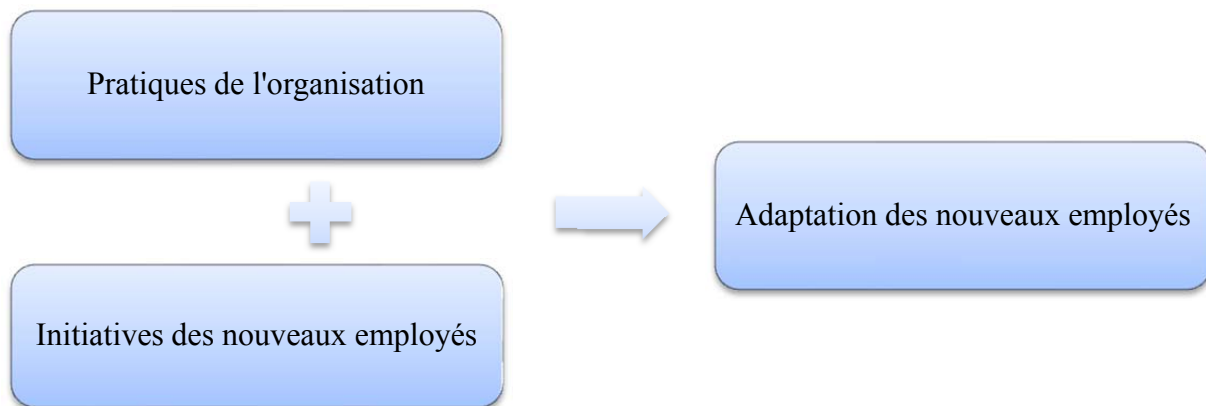 Pratiques de l'organisation
Adaptation des nouveaux employés
Initiatives des nouveaux employés